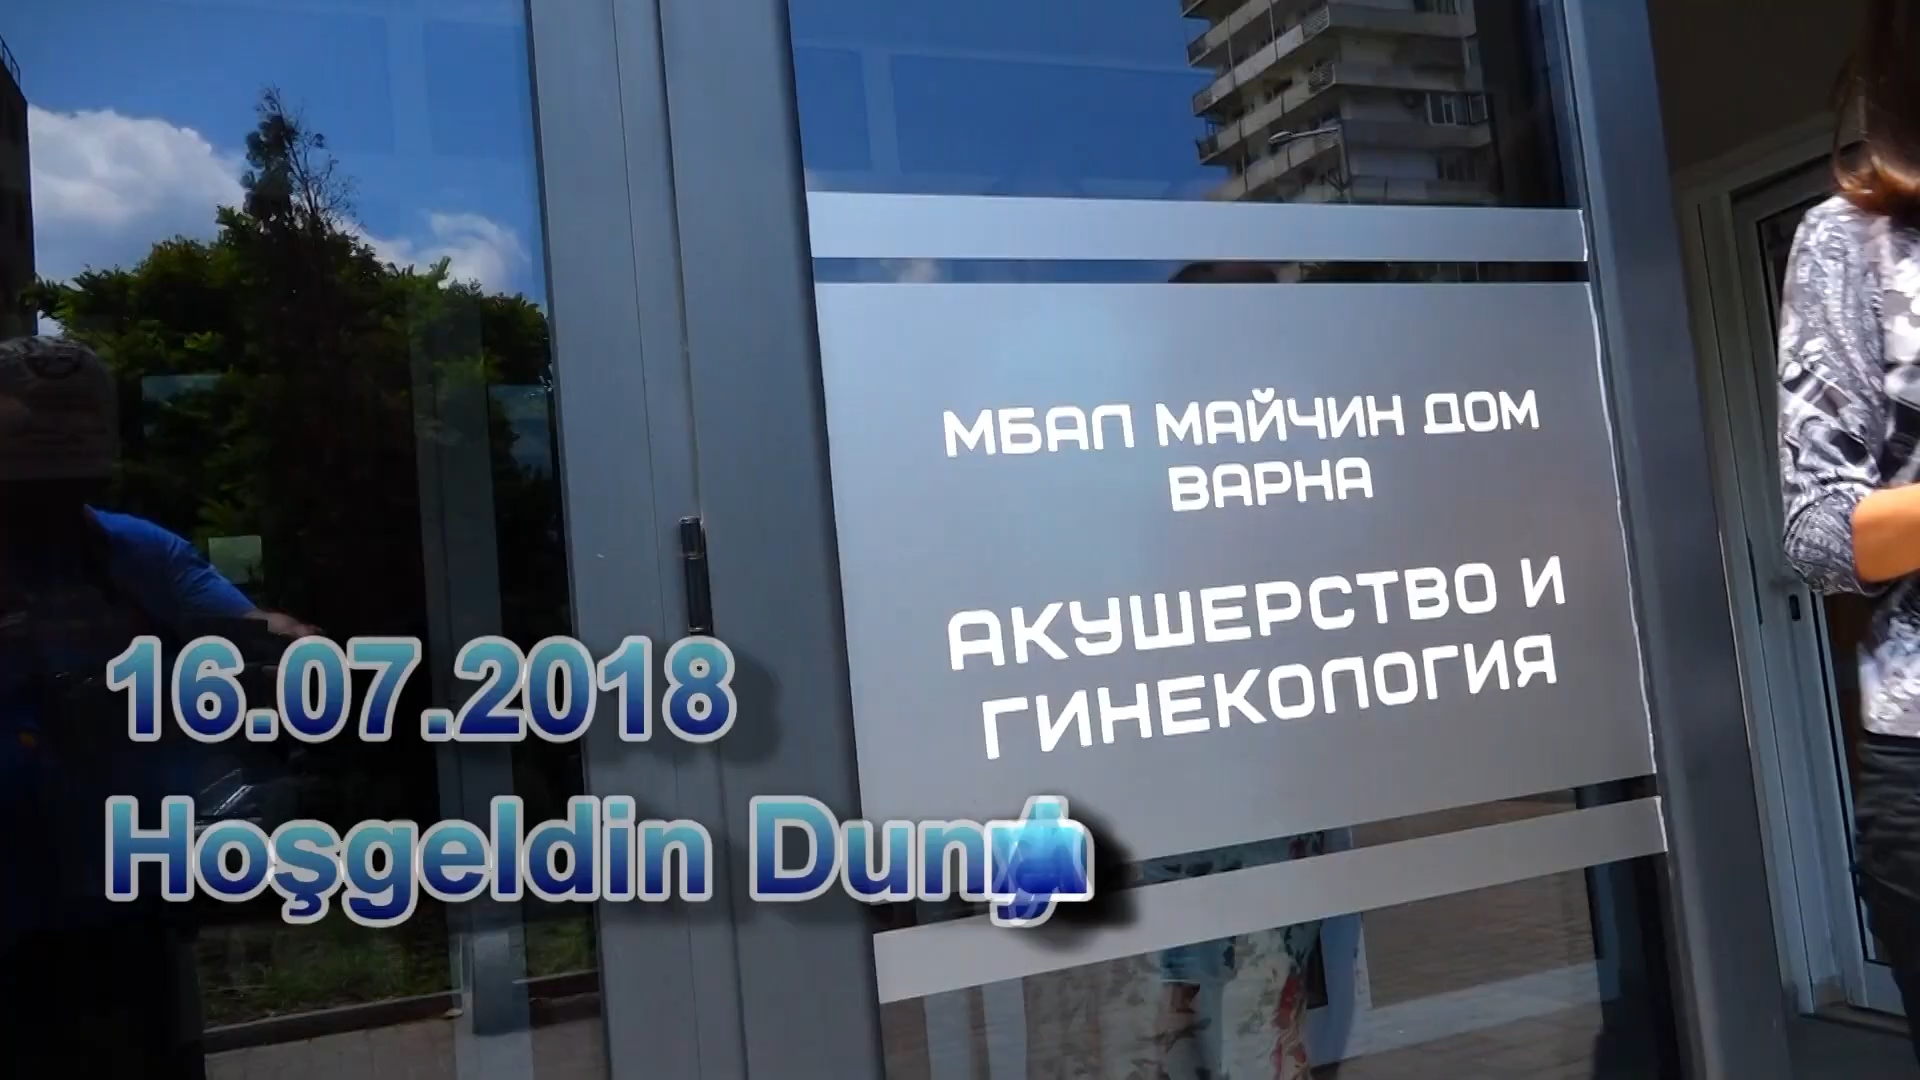 МБАЛ МАЙЧИН ДОМ
ВАРНА
АКУШЕРСТВО И
ГИНЕКОЛОГИЯ
16.07.2018
Hoşgeldin